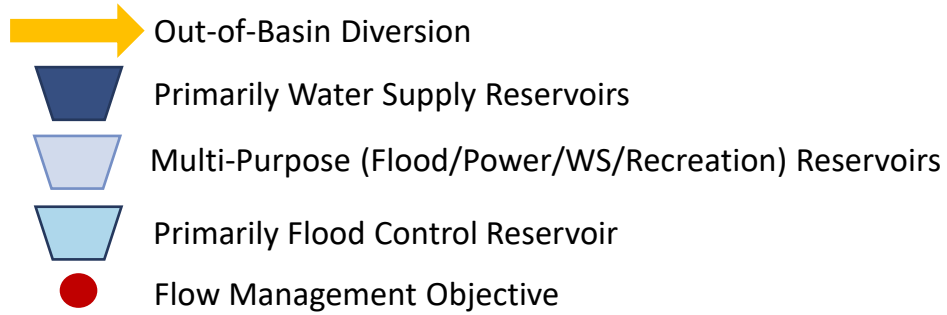 Out-of-Basin Diversion
Primarily Water Supply Reservoirs
Multi-Purpose (Flood/Power/WS/Recreation) Reservoirs
Primarily Flood Control Reservoir
Flow Management Objective